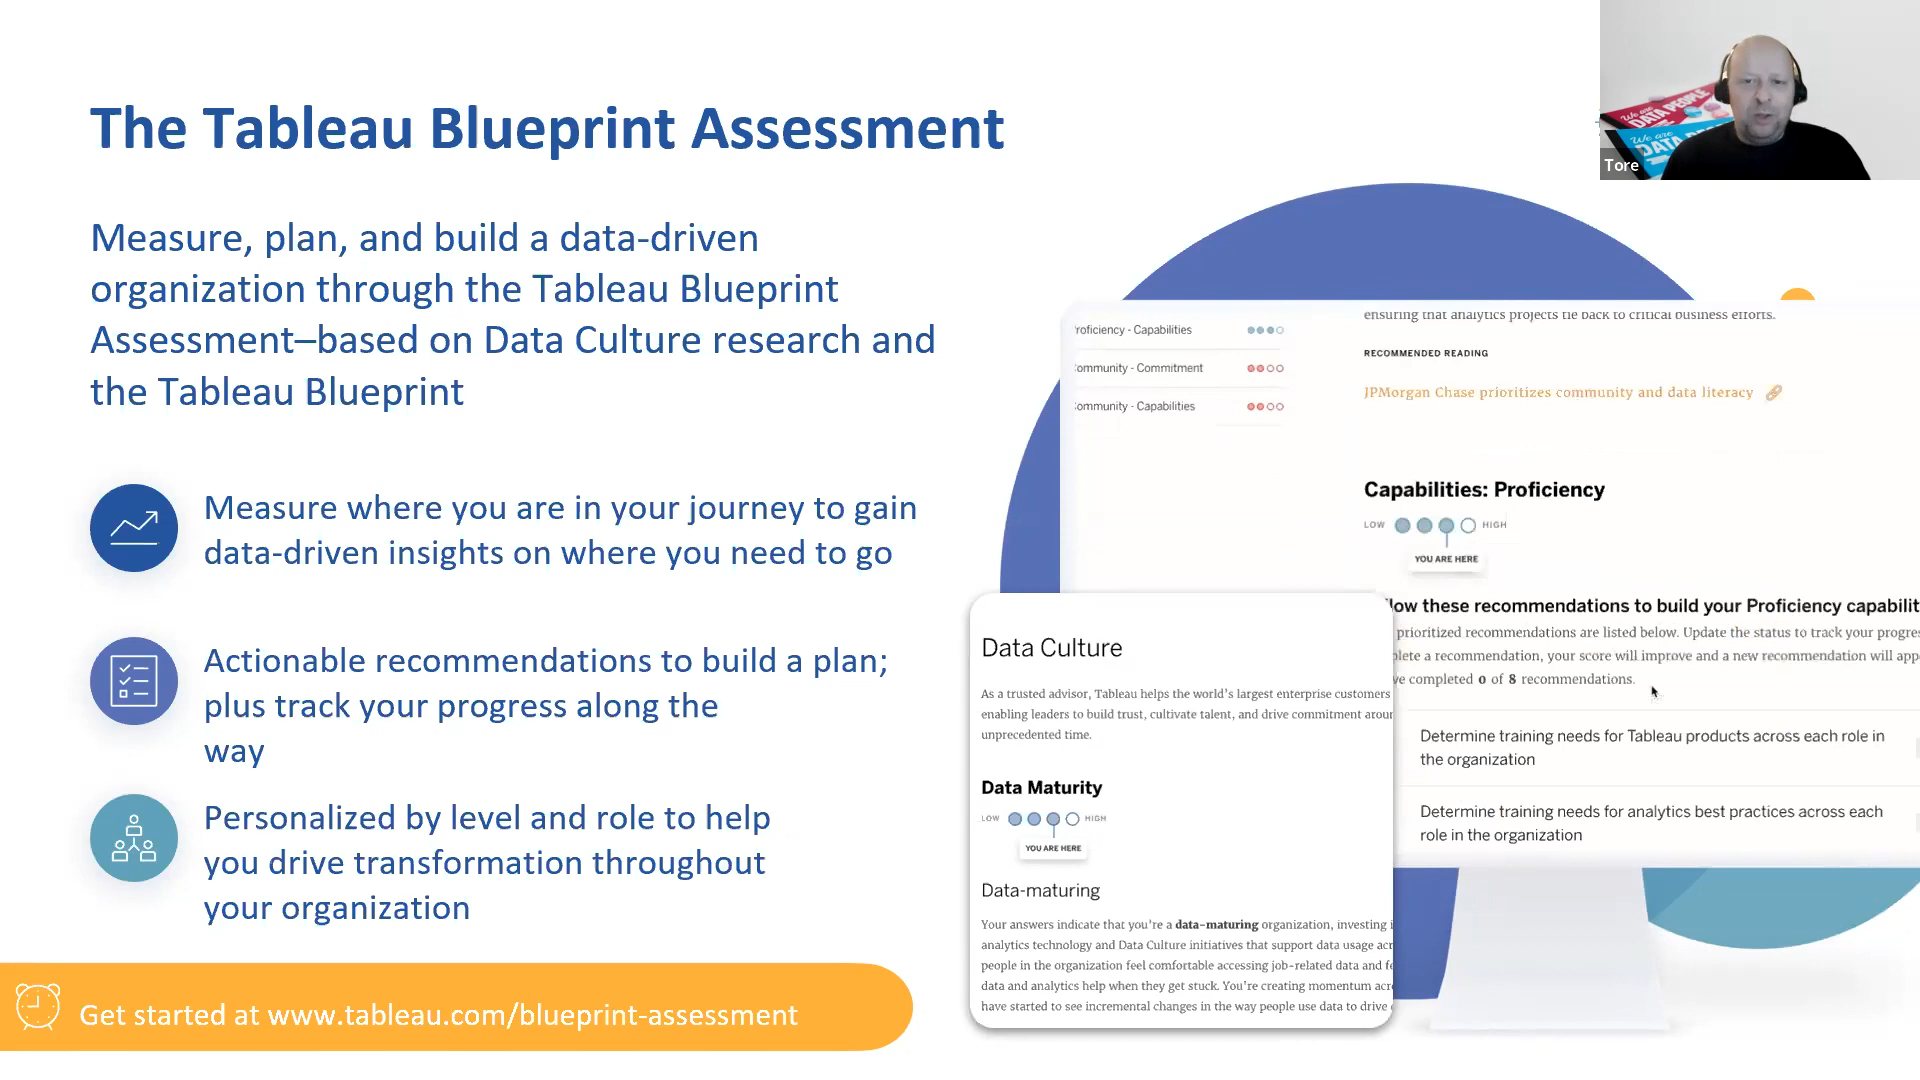 The Tableau Blueprint Assessment
Measure, plan, and build a data-driven
organization through the Tableau Blueprint
Assessment–based on Data Culture research and
the Tableau Blueprint
Measure where you are in your journey to gain
data-driven insights on where you need to go
Actionable recommendations to build a plan;
plus track your progress along the
way
Personalized by level and role to help
you drive transformation throughout
your organization
Get started at www.tableau.com/blueprint-assessment
We are
DATA PEOPLE
We are
DATA
Tore
roficiency - Capabilities
ommunity - Commitment
ommunity - Capabilities
ensuring that analytics projects tie back to critical business efforts.
RECOMMENDED READING
JPMorgan Chase prioritizes community and data literacy
Capabilities: Proficiency
LOW HIGH
YOU ARE HERE
low these recommendations to build your Proficiency capabilit
prioritized recommendations are listed below. Update the status to track your progres
lete a recommendation, your score will improve and a new recommendation will app
ve completed 0 of 8 recommendations.
Determine training needs for Tableau products across each role in
the organization
Determine training needs for analytics best practices across each
role in the organization
Data Culture
As a trusted advisor, Tableau helps the world's largest enterprise customers
enabling leaders to build trust, cultivate talent, and drive commitment arou
unprecedented time.
Data Maturity
LOW HIGH
YOU ARE HERE
Data-maturing
Your answers indicate that you're a data-maturing organization, investing i
analytics technology and Data Culture initiatives that support data usage acr
people in the organization feel comfortable accessing job-related data and fe
data and analytics help when they get stuck. You're creating momentum acr
have started to see incremental changes in the way people use data to drive